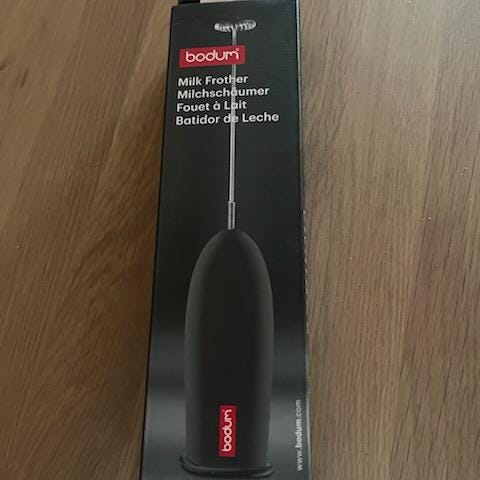 bodum®
Milk Frother
Milchschäumer
Fouet à Lait
Batidor de Leche
bodum®
www.bodum.com